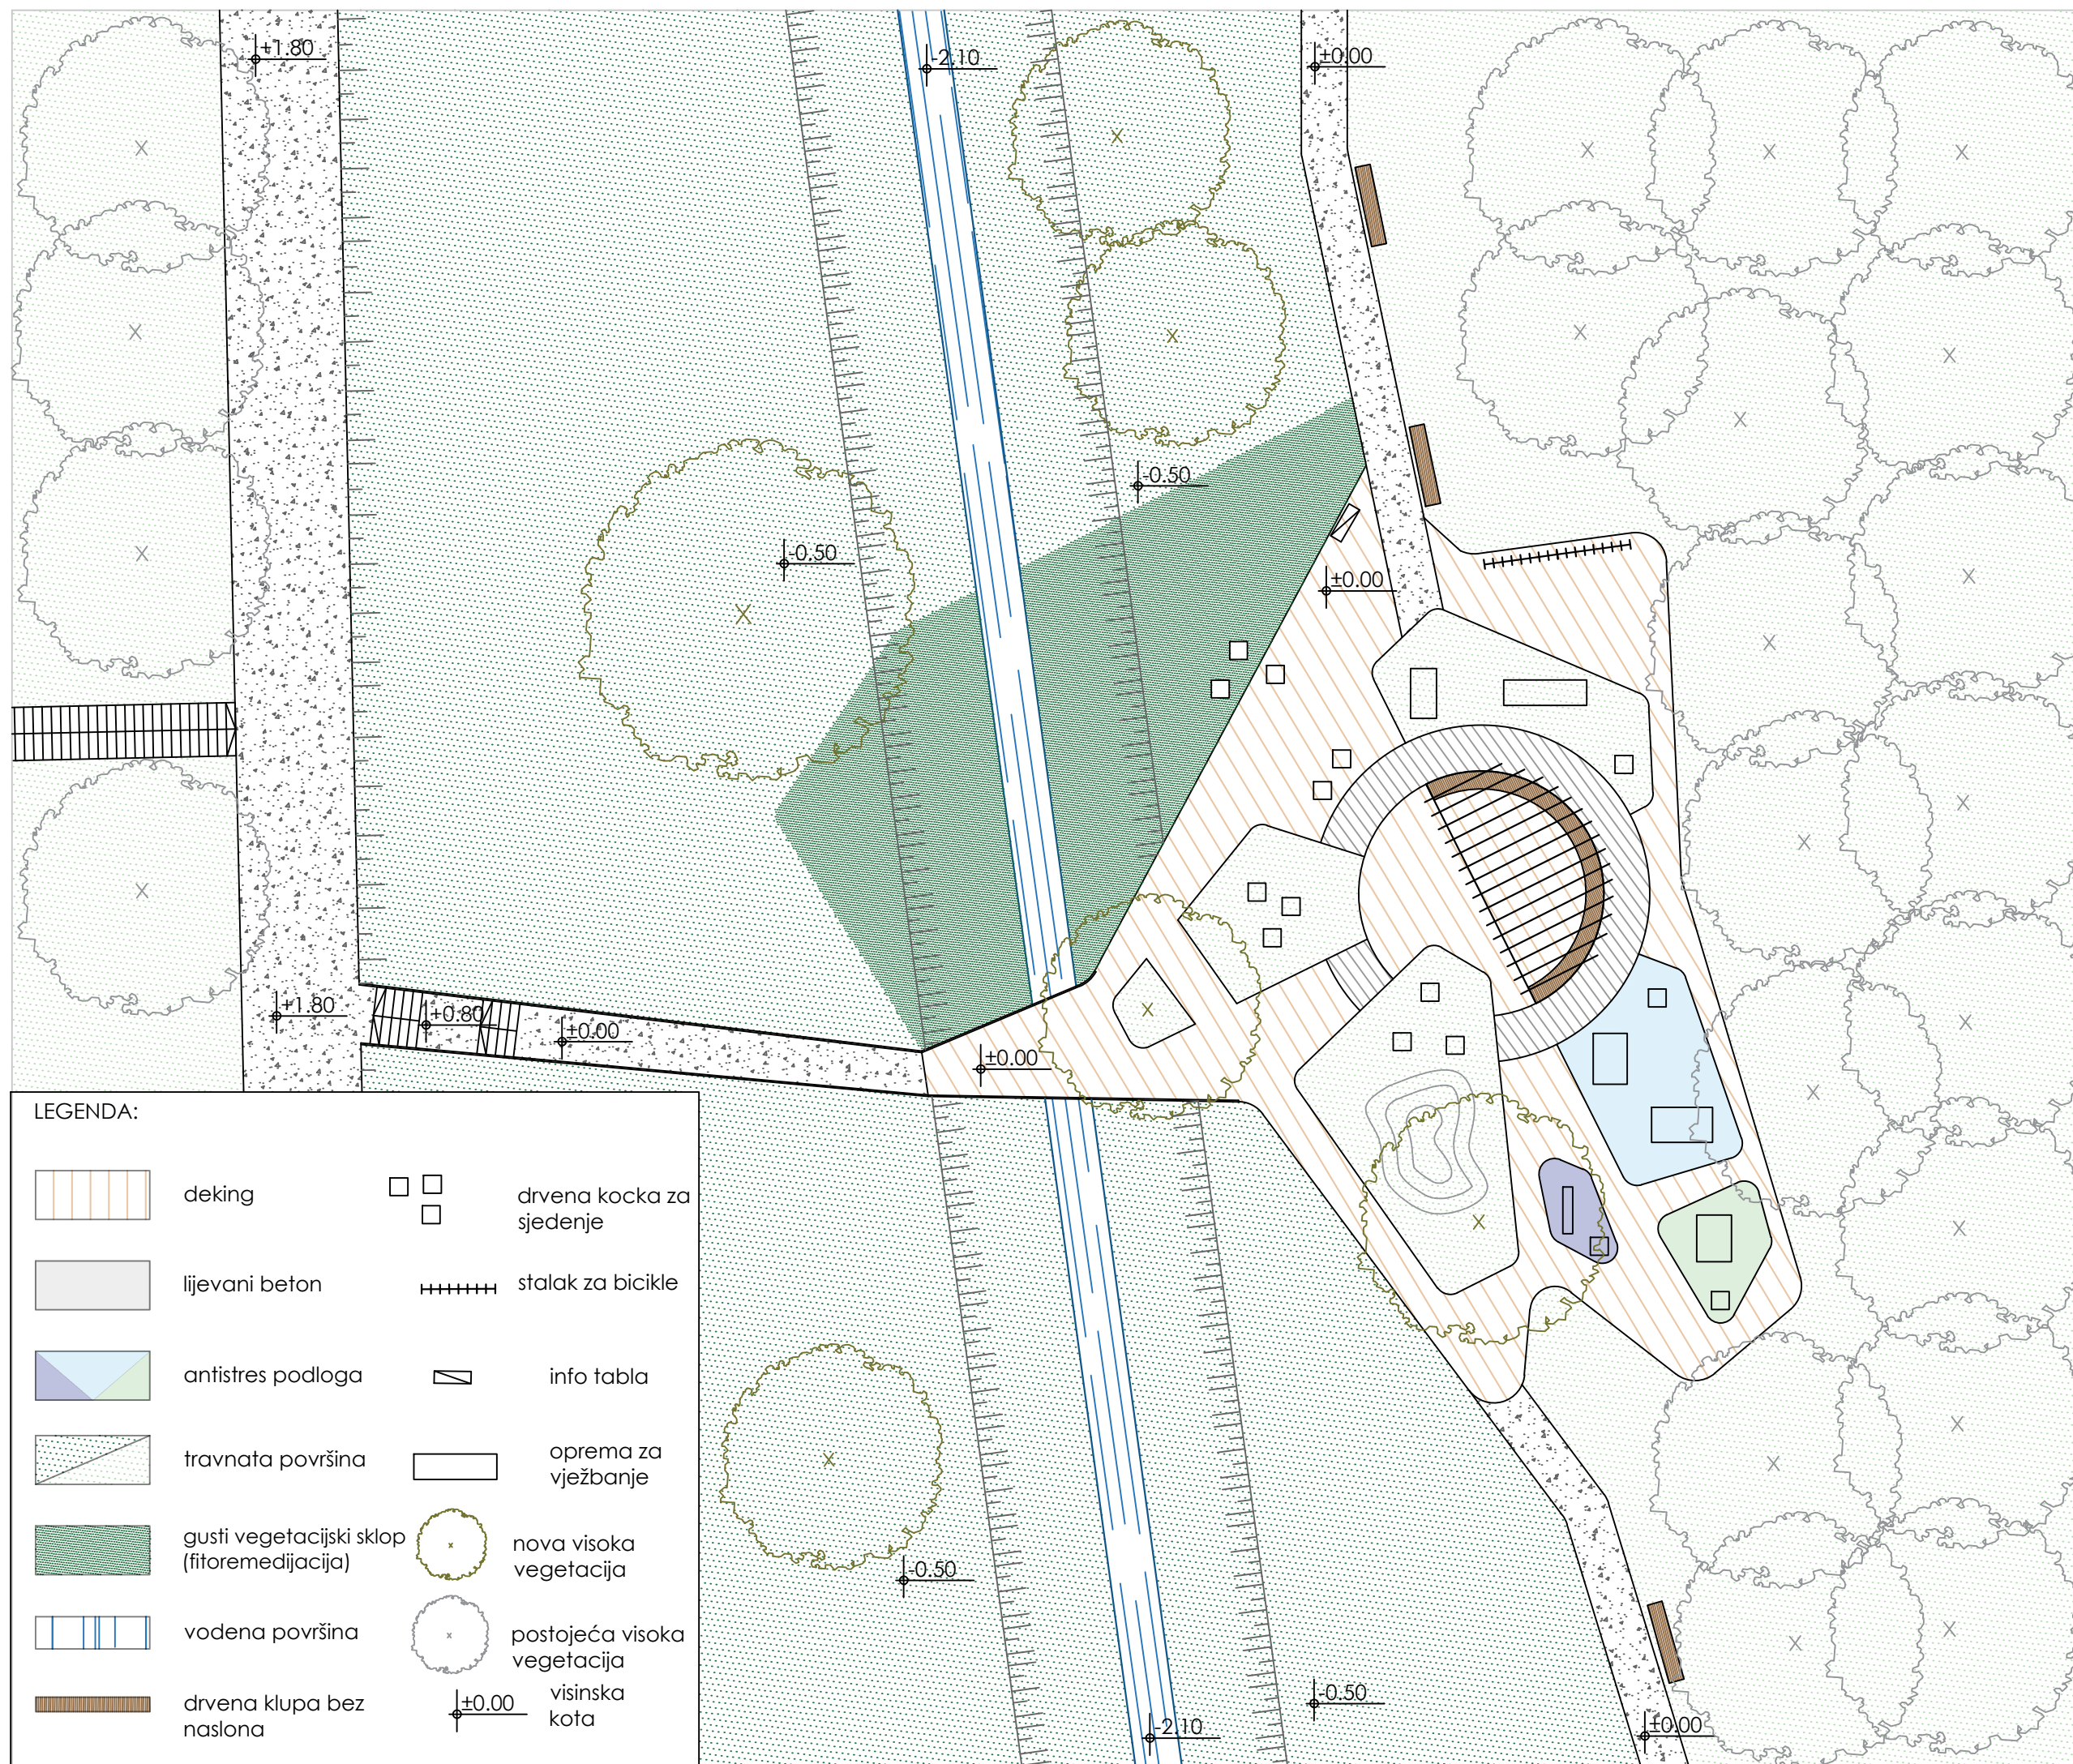 +1.80
-2.10
±0.00
-0.50
-0.50
±0.00
+1.80
+0.80
±0.00
±0.00
LEGENDA:
deking
drvena kocka za
sjedenje
lijevani beton
stalak za bicikle
antistres podloga
info tabla
travnata površina
oprema za
vježbanje
gusti vegetacijski sklop
(fitoremedijacija)
nova visoka
vegetacija
vodena površina
postojeća visoka
vegetacija
drvena klupa bez
naslona
±0.00
visinska
kota
-0.50
-0.50
-2.10
±0.00